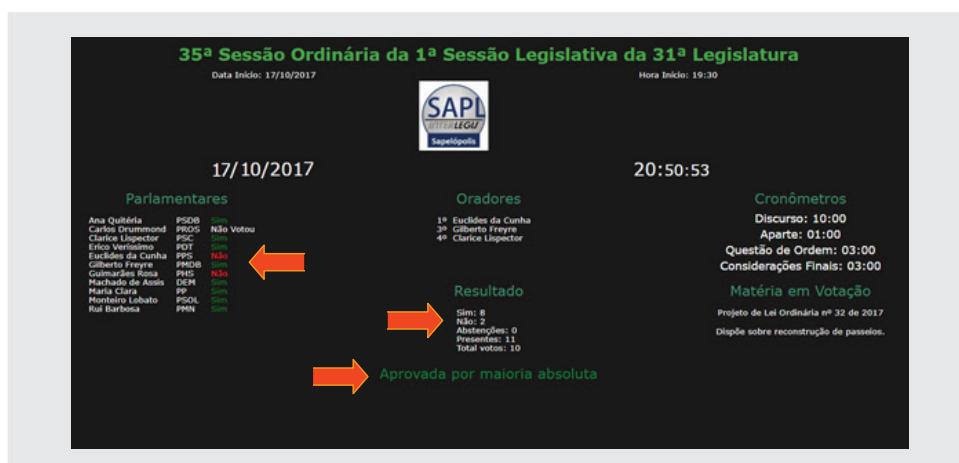 35ª Sessão Ordinária da 1ª Sessão Legislativa da 31ª Legislatura
Data Início: 17/10/2017
Hora Início: 19:30
SAPL
INTERLEGIS
Sapelópolis
17/10/2017
20:50:53
Parlamentares
Ana Quitéria PSDB Sim
Carlos Drummond PROS Não Votou
Clarice Lispector PSC Sim
Erico Veríssimo PDT Sim
Euclides da Cunha PPS Não
Gilberto Freyre PMDB Sim
Guimarães Rosa PHS Não
Machado de Assis DEM Sim
Maria Clara PP Sim
Monteiro Lobato PSOL Sim
Rui Barbosa PMN Sim
Oradores
1º Euclides da Cunha
3º Gilberto Freyre
4º Clarice Lispector
Resultado
Sim: 8
Não: 2
Abstenções: 0
Presentes: 11
Total votos: 10
Aprovada por maioria absoluta
Cronômetros
Discurso: 10:00
Aparte: 01:00
Questão de Ordem: 03:00
Considerações Finais: 03:00
Matéria em Votação
Projeto de Lei Ordinária nº 32 de 2017
Dispõe sobre reconstrução de passeios.